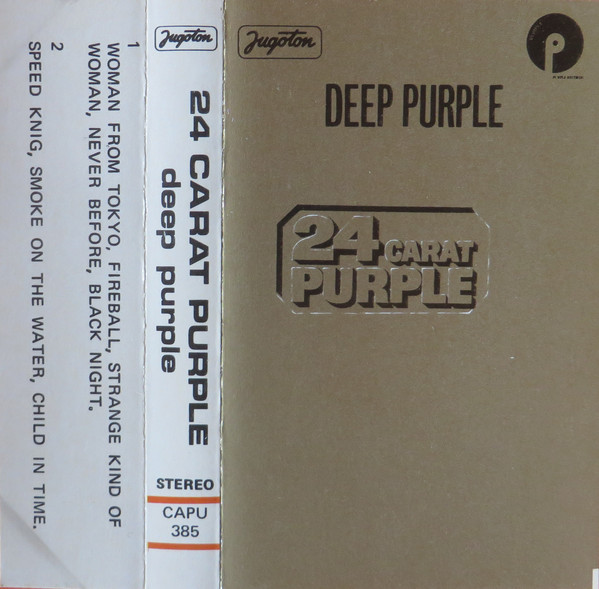 1
WOMAN FROM TOKYO, FIREBALL, STRANGE KIND OF
WOMAN, NEVER BEFORE, BLACK NIGHT.
2
SPEED KNIG, SMOKE ON THE WATER, CHILD IN TIME.
Jugoton
24 CARAT PURPLE
deep purple
STEREO
CAPU
385
Jugoton
P
DEEP PURPLE
24 CARAT
PURPLE